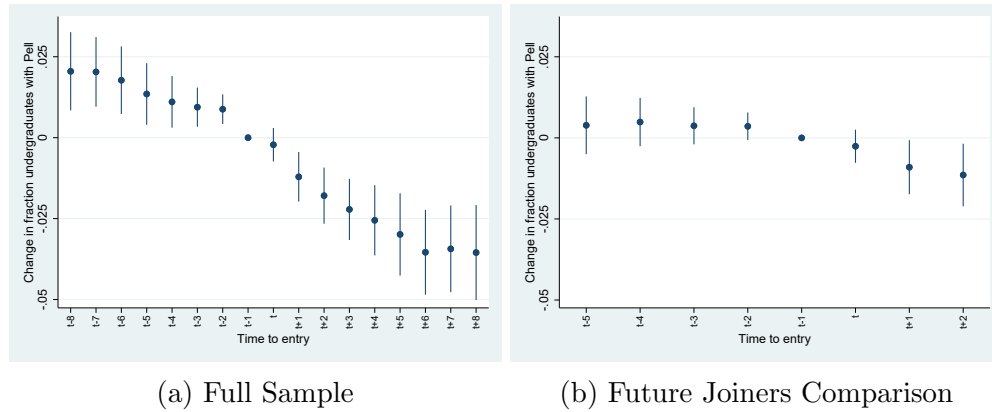 Change in fraction undergraduates with Pell
.025
0
-.025
-.05
t-8
t-7
t-6
t-5
t-4
t-3
t-2
t-1
t
t+1
t+2
t+3
t+4
t+5
t+6
t+7
t+8
Time to entry
(a) Full Sample
Change in fraction undergraduates with Pell
.025
0
-.025
-.05
t-5
t-4
t-3
t-2
t-1
t
t+1
t+2
Time to entry
(b) Future Joiners Comparison